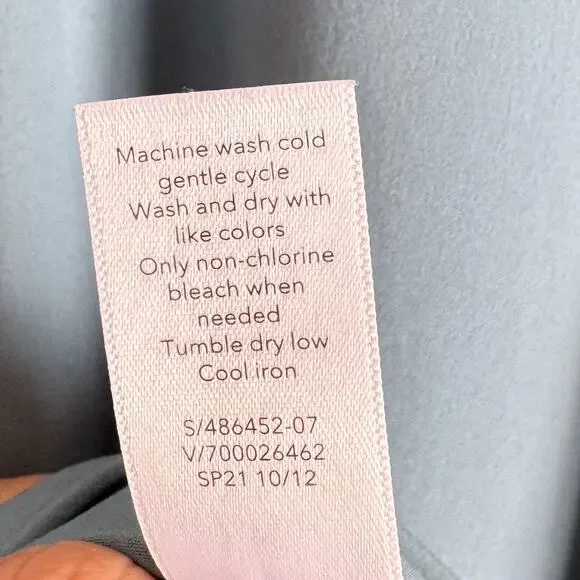 Machine wash cold
gentle cycle
Wash and dry with
like colors
Only non-chlorine
bleach when
needed
Tumble dry low
Cool iron
S/486452-07
V/700026462
SP21 10/12